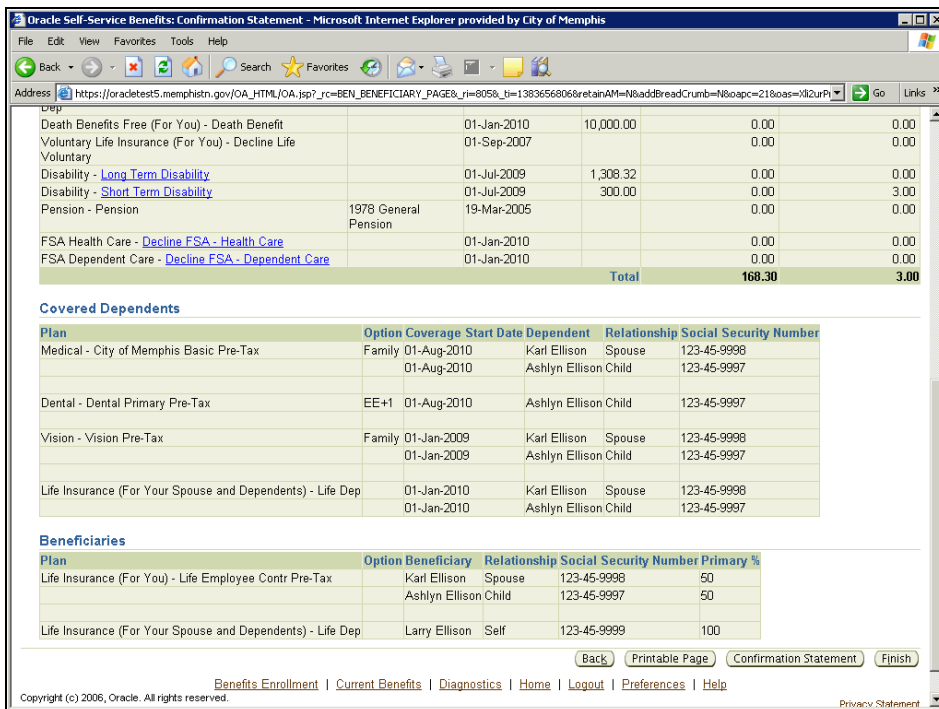 Oracle Self-Service Benefits: Confirmation Statement - Microsoft Internet Explorer provided by City of Memphis
File Edit View Favorites Tools Help
Back Search Favorites
Address https://oracletest5.memphistn.gov/OA_HTML/OA.jsp?_rc=BEN_BENEFICIARY_PAGE&_ri=805&_ti=1383656806&retainAM=N&addBreadCrumb=N&oapc=21&oas=Xli2urP Go Links »
Dep
Death Benefits Free (For You) - Death Benefit 01-Jan-2010 10,000.00 0.00 0.00
Voluntary Life Insurance (For You) - Decline Life 01-Sep-2007 0.00 0.00
Voluntary
Disability - Long Term Disability 01-Jul-2009 1,308.32 0.00 0.00
Disability - Short Term Disability 01-Jul-2009 300.00 0.00 3.00
Pension - Pension 1978 General 19-Mar-2005 0.00 0.00
Pension
FSA Health Care - Decline FSA - Health Care 01-Jan-2010 0.00 0.00
FSA Dependent Care - Decline FSA - Dependent Care 01-Jan-2010 0.00 0.00
Total 168.30 3.00
Covered Dependents
Plan Option Coverage Start Date Dependent Relationship Social Security Number
Medical - City of Memphis Basic Pre-Tax Family 01-Aug-2010 Karl Ellison Spouse 123-45-9998
01-Aug-2010 Ashlyn Ellison Child 123-45-9997
Dental - Dental Primary Pre-Tax EE+1 01-Aug-2010 Ashlyn Ellison Child 123-45-9997
Vision - Vision Pre-Tax Family 01-Jan-2009 Karl Ellison Spouse 123-45-9998
01-Jan-2009 Ashlyn Ellison Child 123-45-9997
Life Insurance (For Your Spouse and Dependents) - Life Dep 01-Jan-2010 Karl Ellison Spouse 123-45-9998
01-Jan-2010 Ashlyn Ellison Child 123-45-9997
Beneficiaries
Plan Option Beneficiary Relationship Social Security Number Primary %
Life Insurance (For You) - Life Employee Contr Pre-Tax Karl Ellison Spouse 123-45-9998 50
Ashlyn Ellison Child 123-45-9997 50
Life Insurance (For Your Spouse and Dependents) - Life Dep Larry Ellison Self 123-45-9999 100
Back Printable Page Confirmation Statement Finish
Benefits Enrollment | Current Benefits | Diagnostics | Home | Logout | Preferences | Help
Copyright (c) 2006, Oracle. All rights reserved.
Privacy Statement